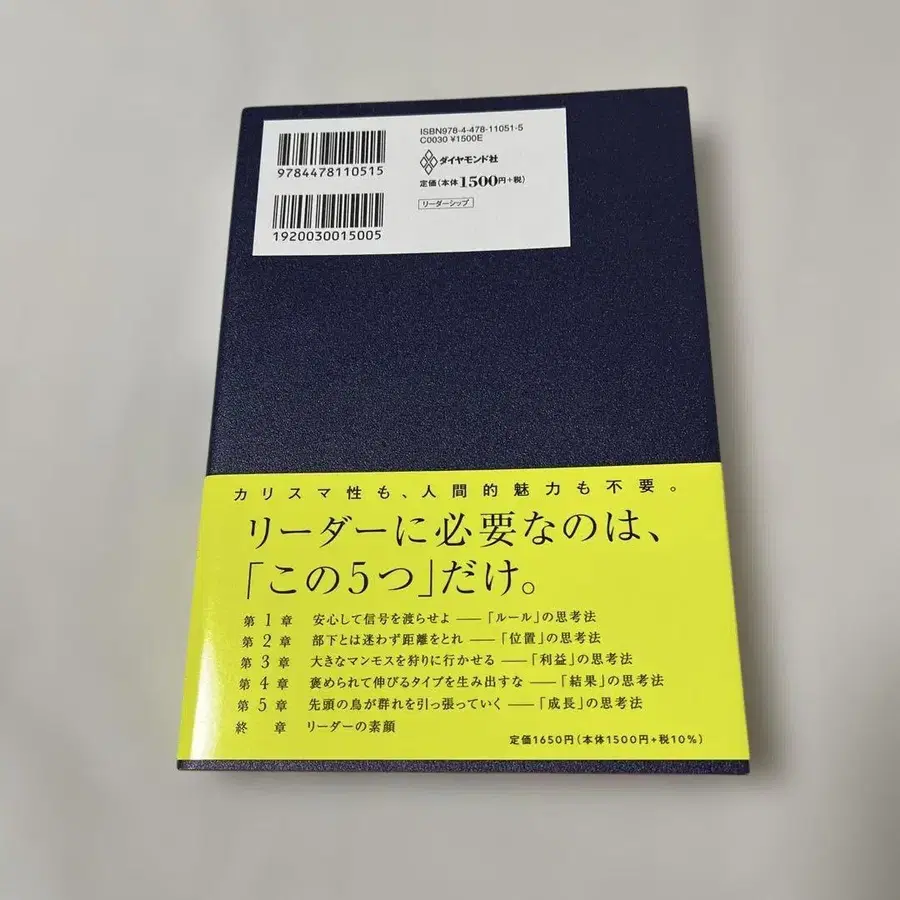 9784478110515
1920030015005
ISBN978-4-478-11051-5
C0030 ¥1500E
ダイヤモンド社
定価(本体1500円+税)
リーダーシップ
カリスマ性も、人間的魅力も不要。
リーダーに必要なのは、
「この5つ」だけ。
第1章 安心して信号を渡らせよ――「ルール」の思考法
第2章 部下とは迷わず距離をとれ――「位置」の思考法
第3章 大きなマンモスを狩りに行かせる――「利益」の思考法
第4章 褒められて伸びるタイプを生み出すな――「結果」の思考法
第5章 先頭の鳥が群れを引っ張っていく――「成長」の思考法
終章 リーダーの素顔
定価1650円(本体1500円+税10%)